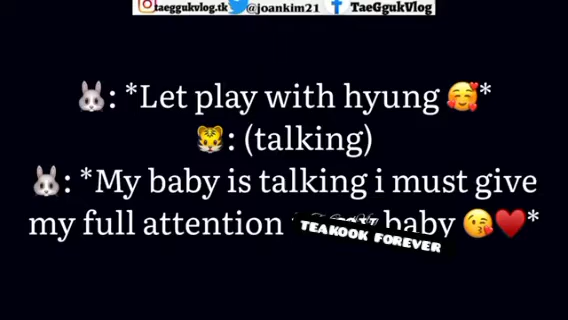 taeggukvlog.tk @joankim21 TaeGgukVlog
🐰: *Let play with hyung 🥰*
🐯: (talking)
🐰: *My baby is talking i must give
my full attention baby 😘♥️*
TEAKOOK FOREVER